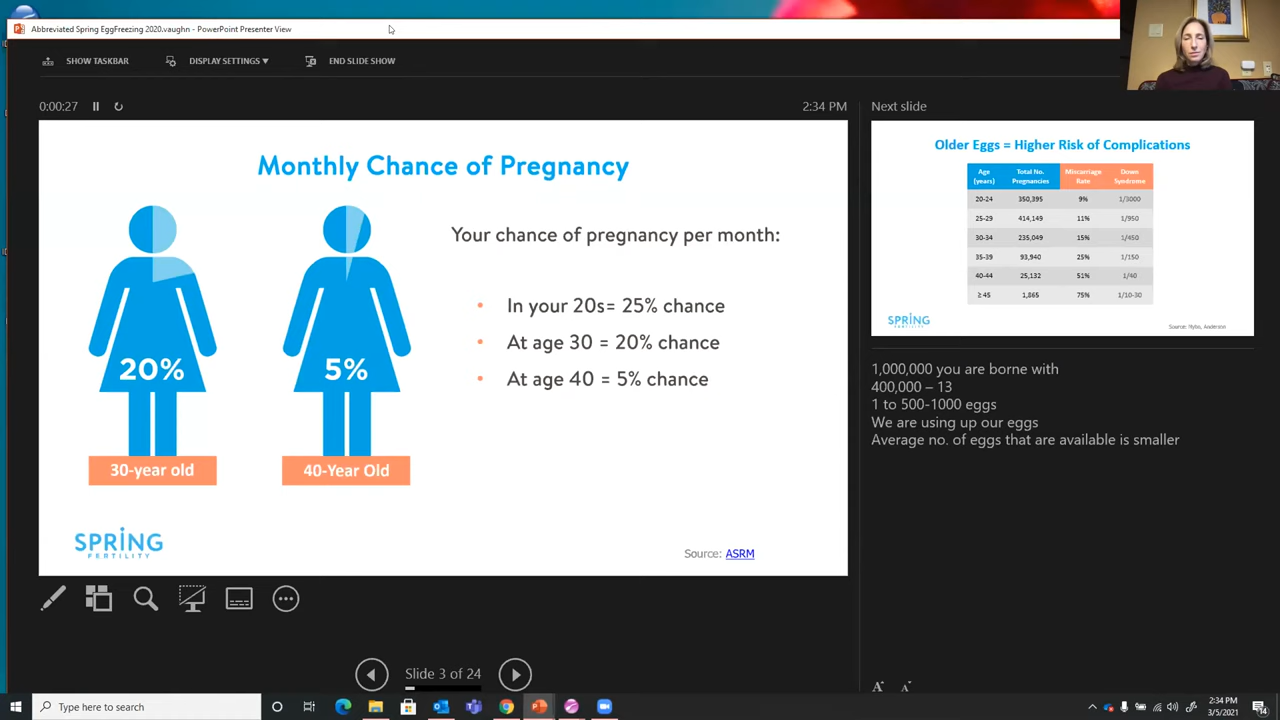 Abbreviated Spring EggFreezing 2020.vaughn - PowerPoint Presenter View
SHOW TASKBAR
DISPLAY SETTINGS ▼
END SLIDE SHOW
0:00:27
2:34 PM
Next slide
Monthly Chance of Pregnancy
20%
30-year old
5%
40-Year Old
Your chance of pregnancy per month:
• In your 20s= 25% chance
• At age 30 = 20% chance
• At age 40 = 5% chance
SPRING
FERTILITY
Source: ASRM
Older Eggs = Higher Risk of Complications
Age (years) Total No. Pregnancies Miscarriage Rate Down Syndrome
20-24 350,395 9% 1/3000
25-29 414,149 11% 1/950
30-34 235,049 15% 1/450
35-39 93,940 25% 1/150
40-44 25,132 51% 1/40
≥45 1,865 75% 1/10-30
SPRING
FERTILITY
Source: Nybo, Anderson
1,000,000 you are borne with
400,000 – 13
1 to 500-1000 eggs
We are using up our eggs
Average no. of eggs that are available is smaller
Slide 3 of 24
Type here to search
2:34 PM
3/5/2021
14